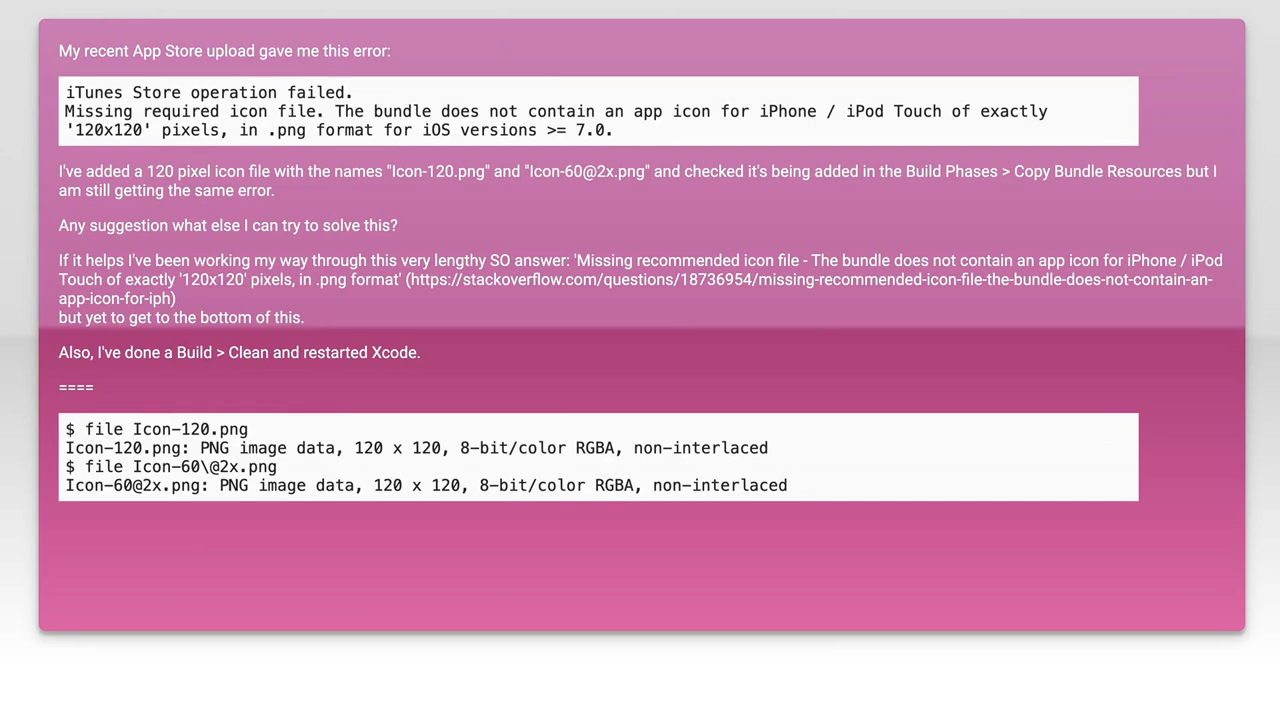 My recent App Store upload gave me this error:
iTunes Store operation failed.
Missing required icon file. The bundle does not contain an app icon for iPhone / iPod Touch of exactly
'120x120' pixels, in .png format for iOS versions >= 7.0.
I've added a 120 pixel icon file with the names "Icon-120.png" and "Icon-60@2x.png" and checked it's being added in the Build Phases > Copy Bundle Resources but I
am still getting the same error.
Any suggestion what else I can try to solve this?
If it helps I've been working my way through this very lengthy SO answer: 'Missing recommended icon file - The bundle does not contain an app icon for iPhone / iPod
Touch of exactly '120x120' pixels, in .png format' (https://stackoverflow.com/questions/18736954/missing-recommended-icon-file-the-bundle-does-not-contain-an-
app-icon-for-iph)
but yet to get to the bottom of this.
Also, I've done a Build > Clean and restarted Xcode.
====
$ file Icon-120.png
Icon-120.png: PNG image data, 120 x 120, 8-bit/color RGBA, non-interlaced
$ file Icon-60\@2x.png
Icon-60@2x.png: PNG image data, 120 x 120, 8-bit/color RGBA, non-interlaced